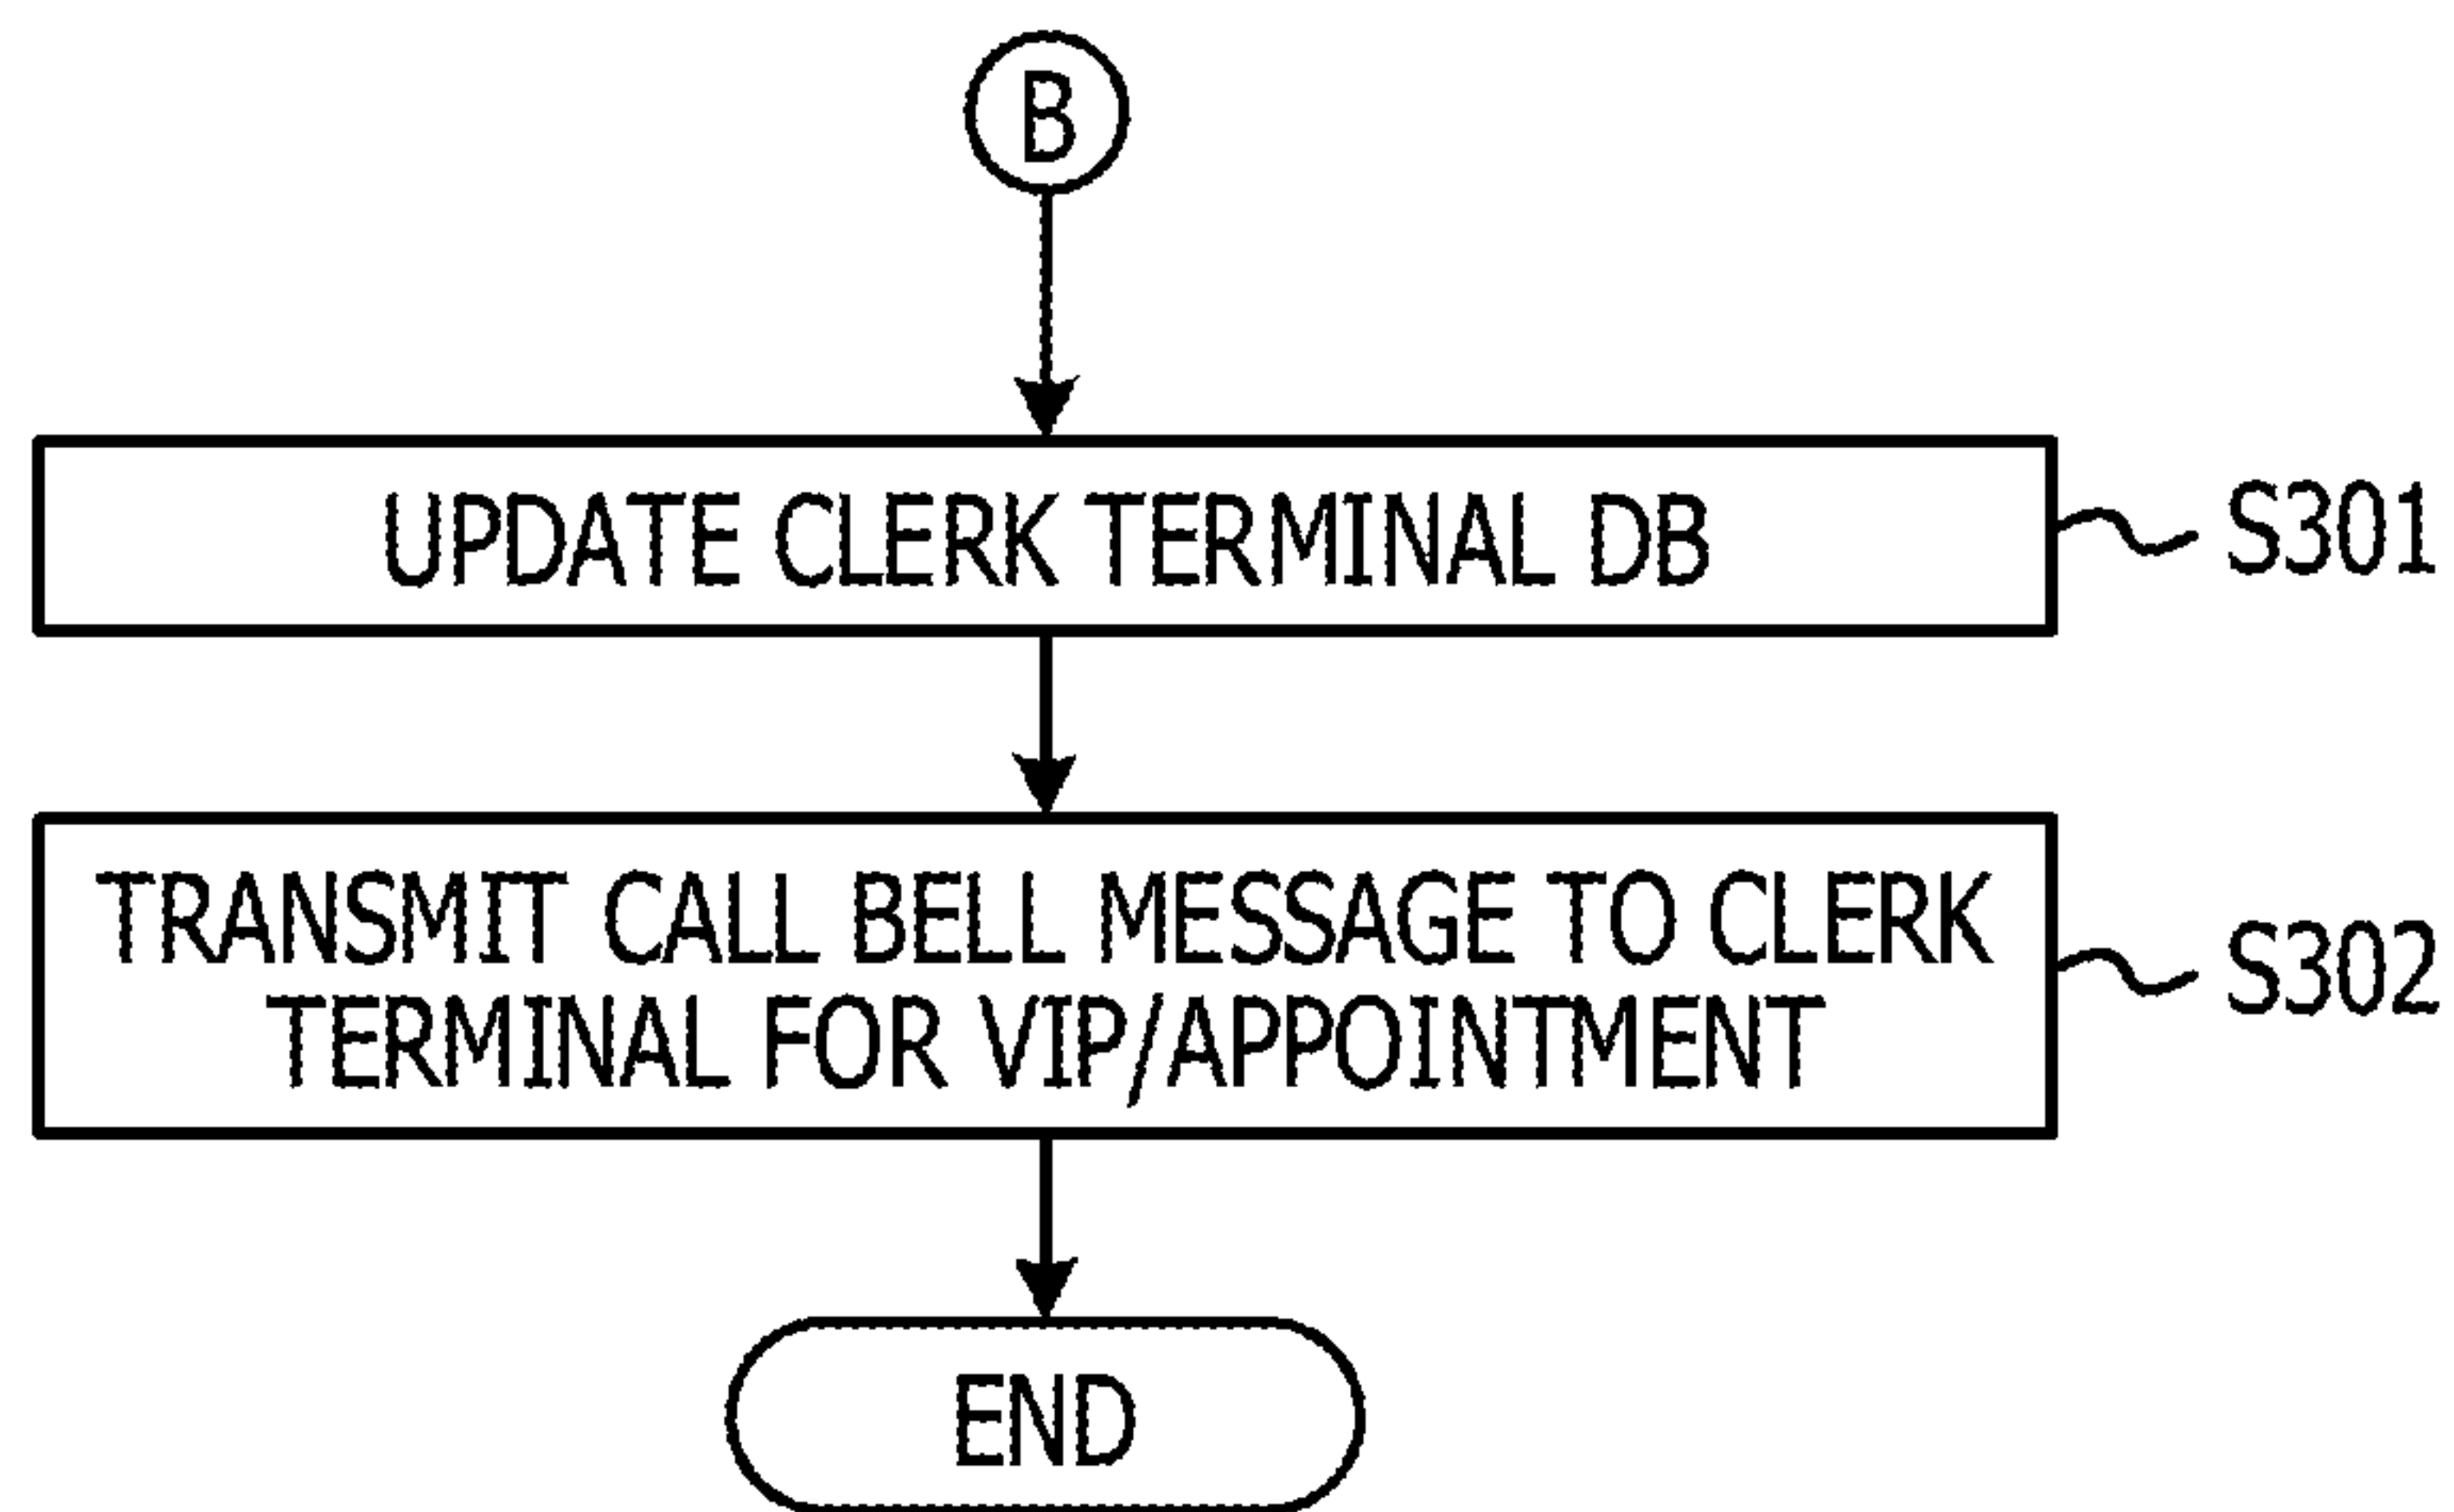 B
UPDATE CLERK TERMINAL DB
S301
TRANSMIT CALL BELL MESSAGE TO CLERK
TERMINAL FOR VIP/APPOINTMENT
S302
END